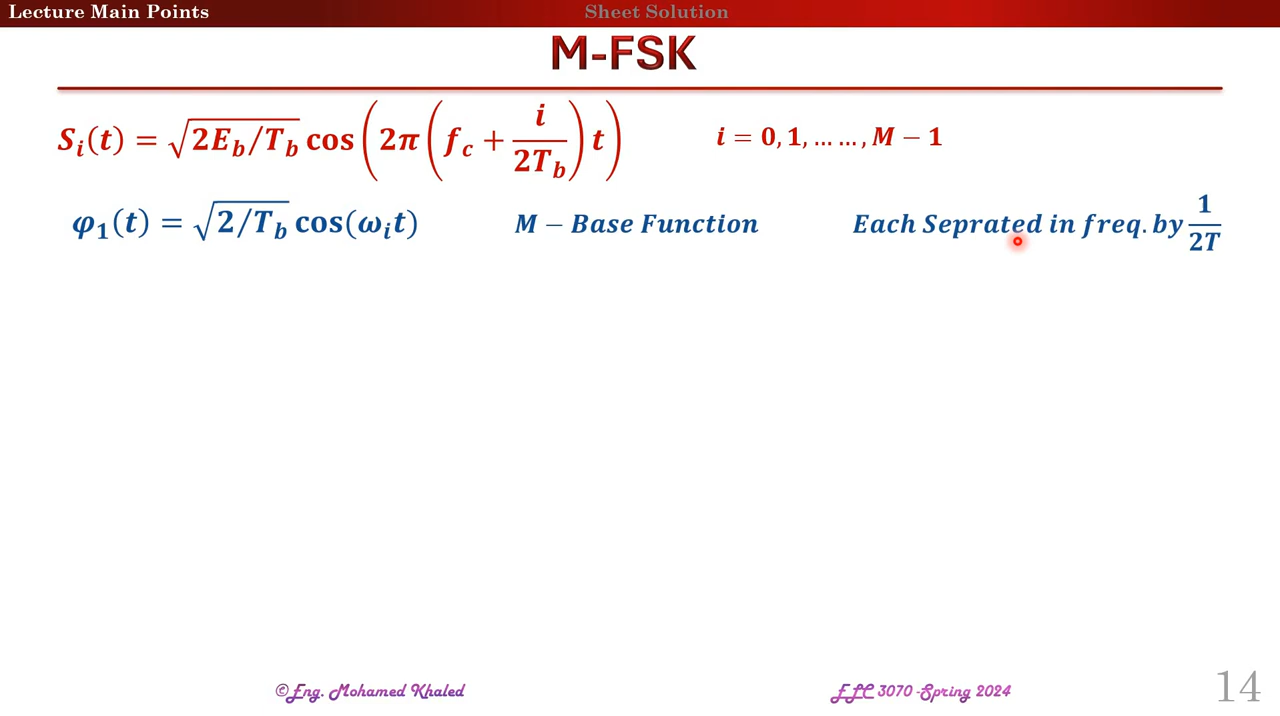 Lecture Main Points Sheet Solution
M-FSK
S_i(t) = √(2E_b/T_b) cos(2π(f_c + i/(2T_b))t) i = 0, 1, … …, M − 1
φ_1(t) = √(2/T_b) cos(ω_i t) M − Base Function Each Seprated in freq. by 1/(2T)
©Eng. Mohamed Khaled ELC 3070 -Spring 2024 14